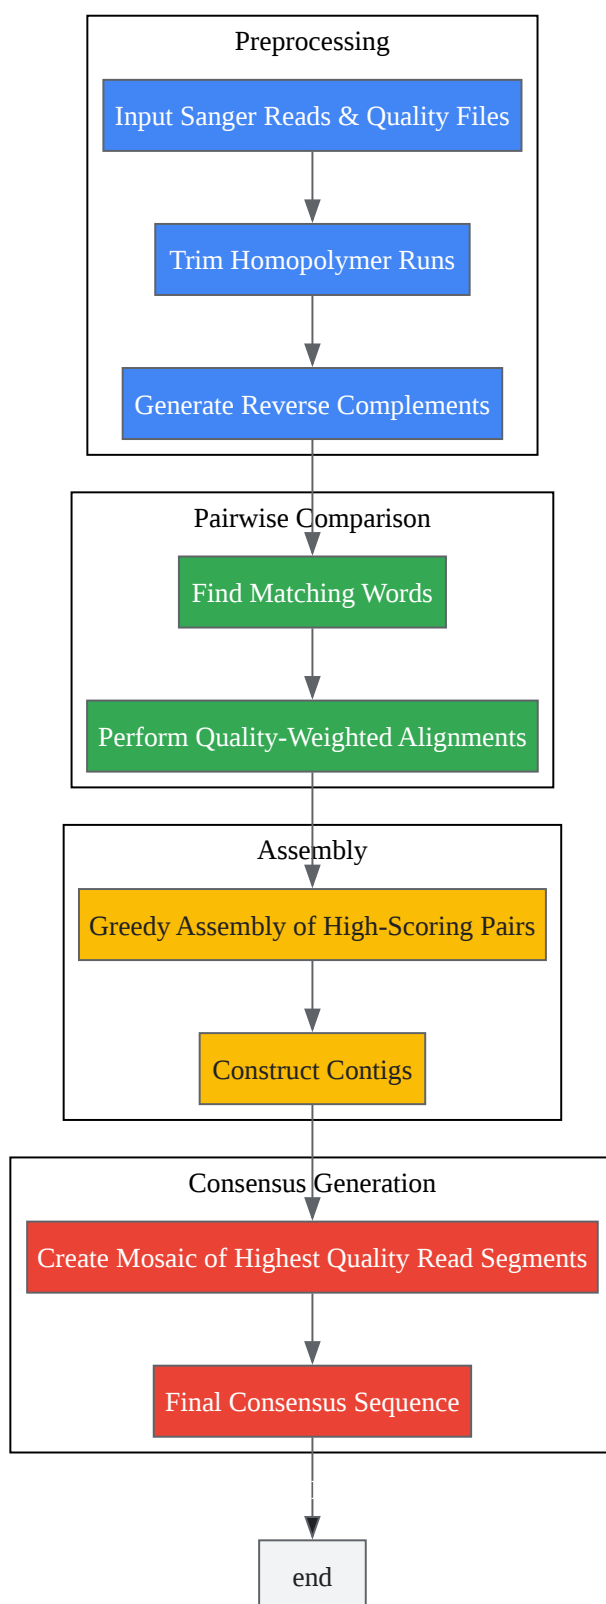 Preprocessing
Input Sanger Reads & Quality Files
Trim Homopolymer Runs
Generate Reverse Complements
Pairwise Comparison
Find Matching Words
Perform Quality-Weighted Alignments
Assembly
Greedy Assembly of High-Scoring Pairs
Construct Contigs
Consensus Generation
Create Mosaic of Highest Quality Read Segments
Final Consensus Sequence
end